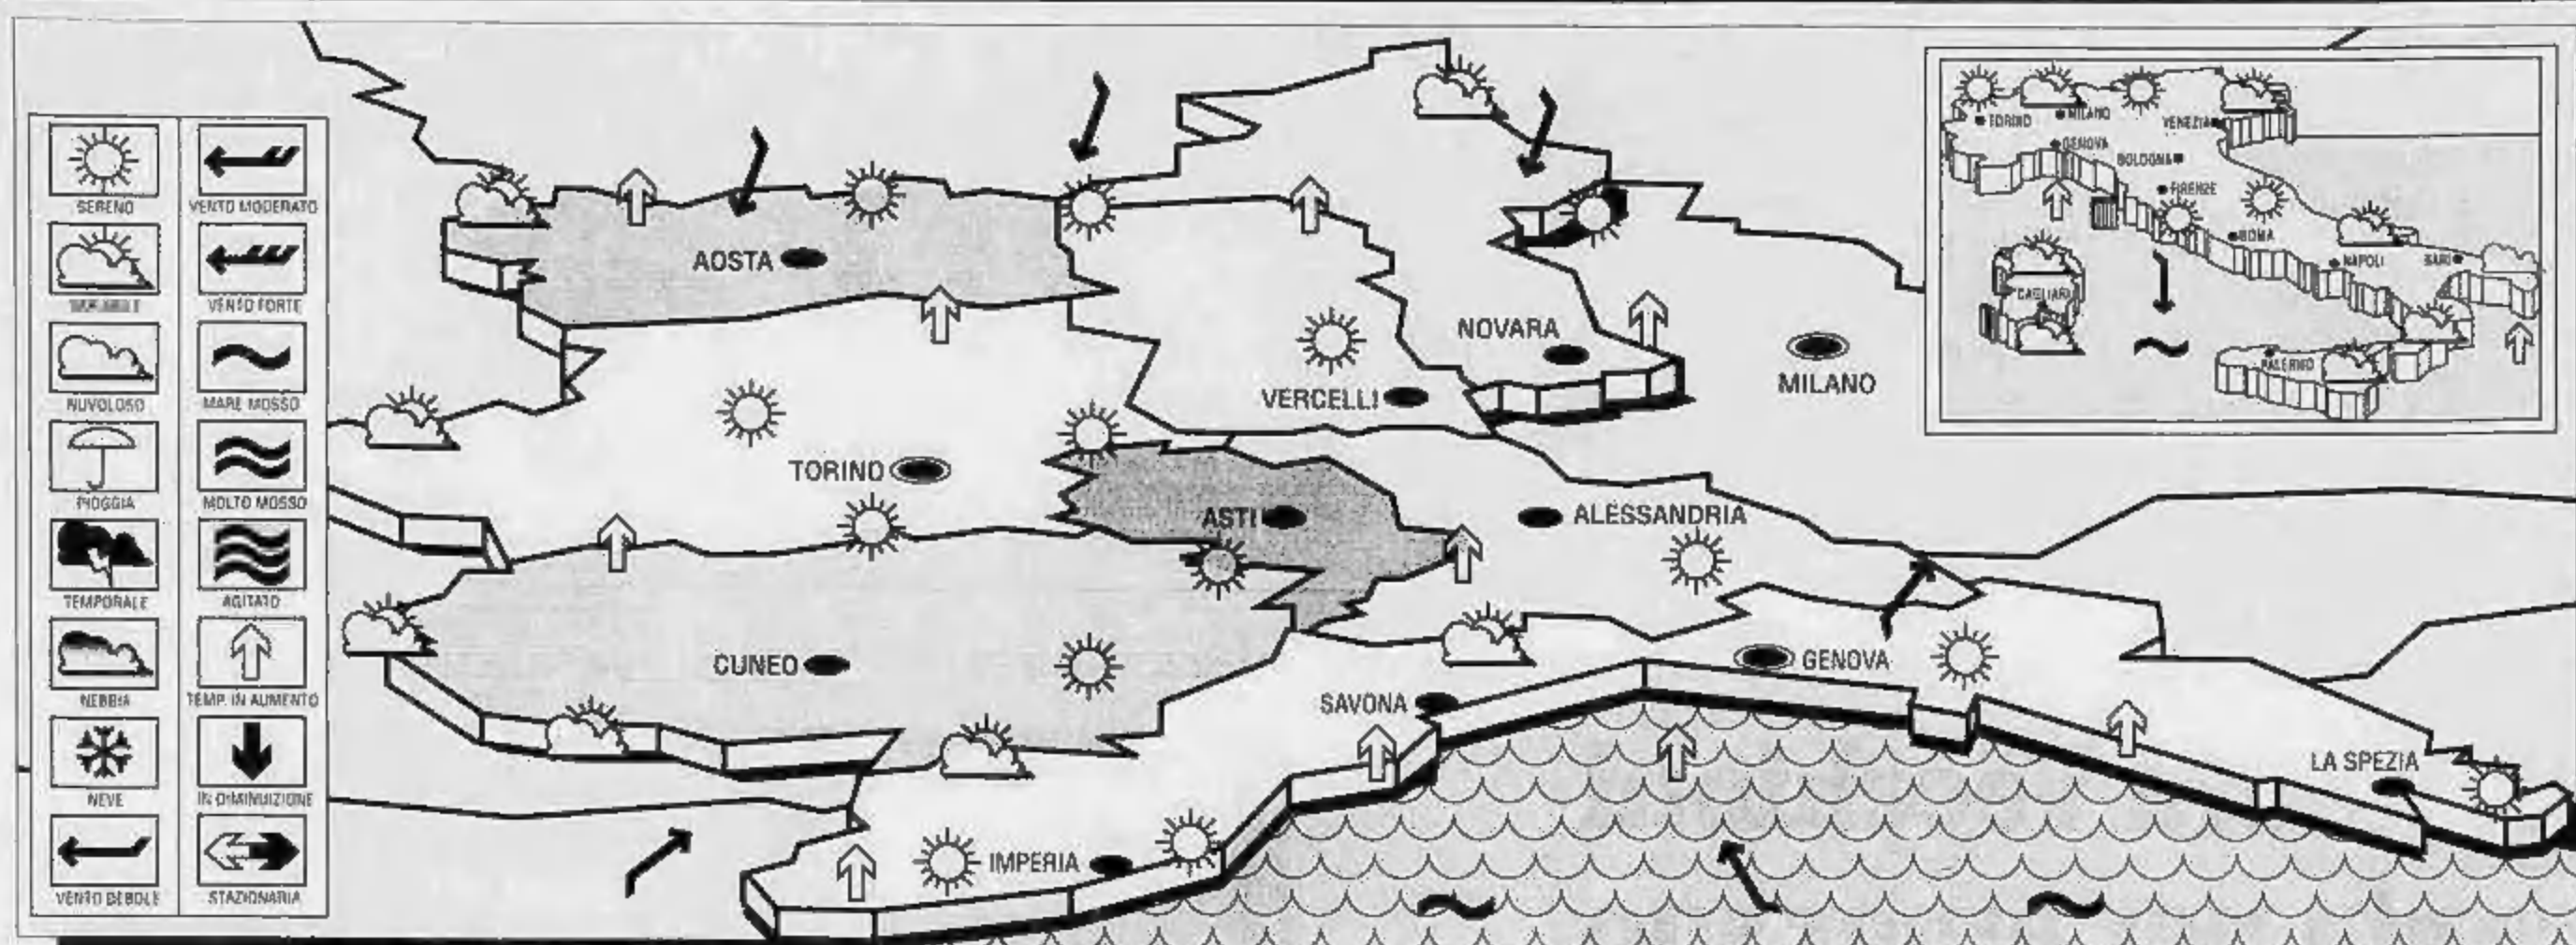 SERENO
VENTO MODERATO
VENTO FORTE
NUVOLOSO
MARE MOSSO
PIOGGIA
MOLTO MOSSO
TEMPORALE
AGITATO
NEBBIA
TEMP. IN AUMENTO
NEVE
IN DIMINUIZIONE
VENTO DEBOLE
STAZIONARIA
AOSTA
NOVARA
VERCELLI
MILANO
TORINO
ASTI
ALESSANDRIA
CUNEO
GENOVA
SAVONA
LA SPEZIA
IMPERIA
TORINO
MILANO
VENEZIA
GENOVA
BOLOGNA
FIRENZE
ROMA
NAPOLI
BARI
CAGLIARI
PALERMO